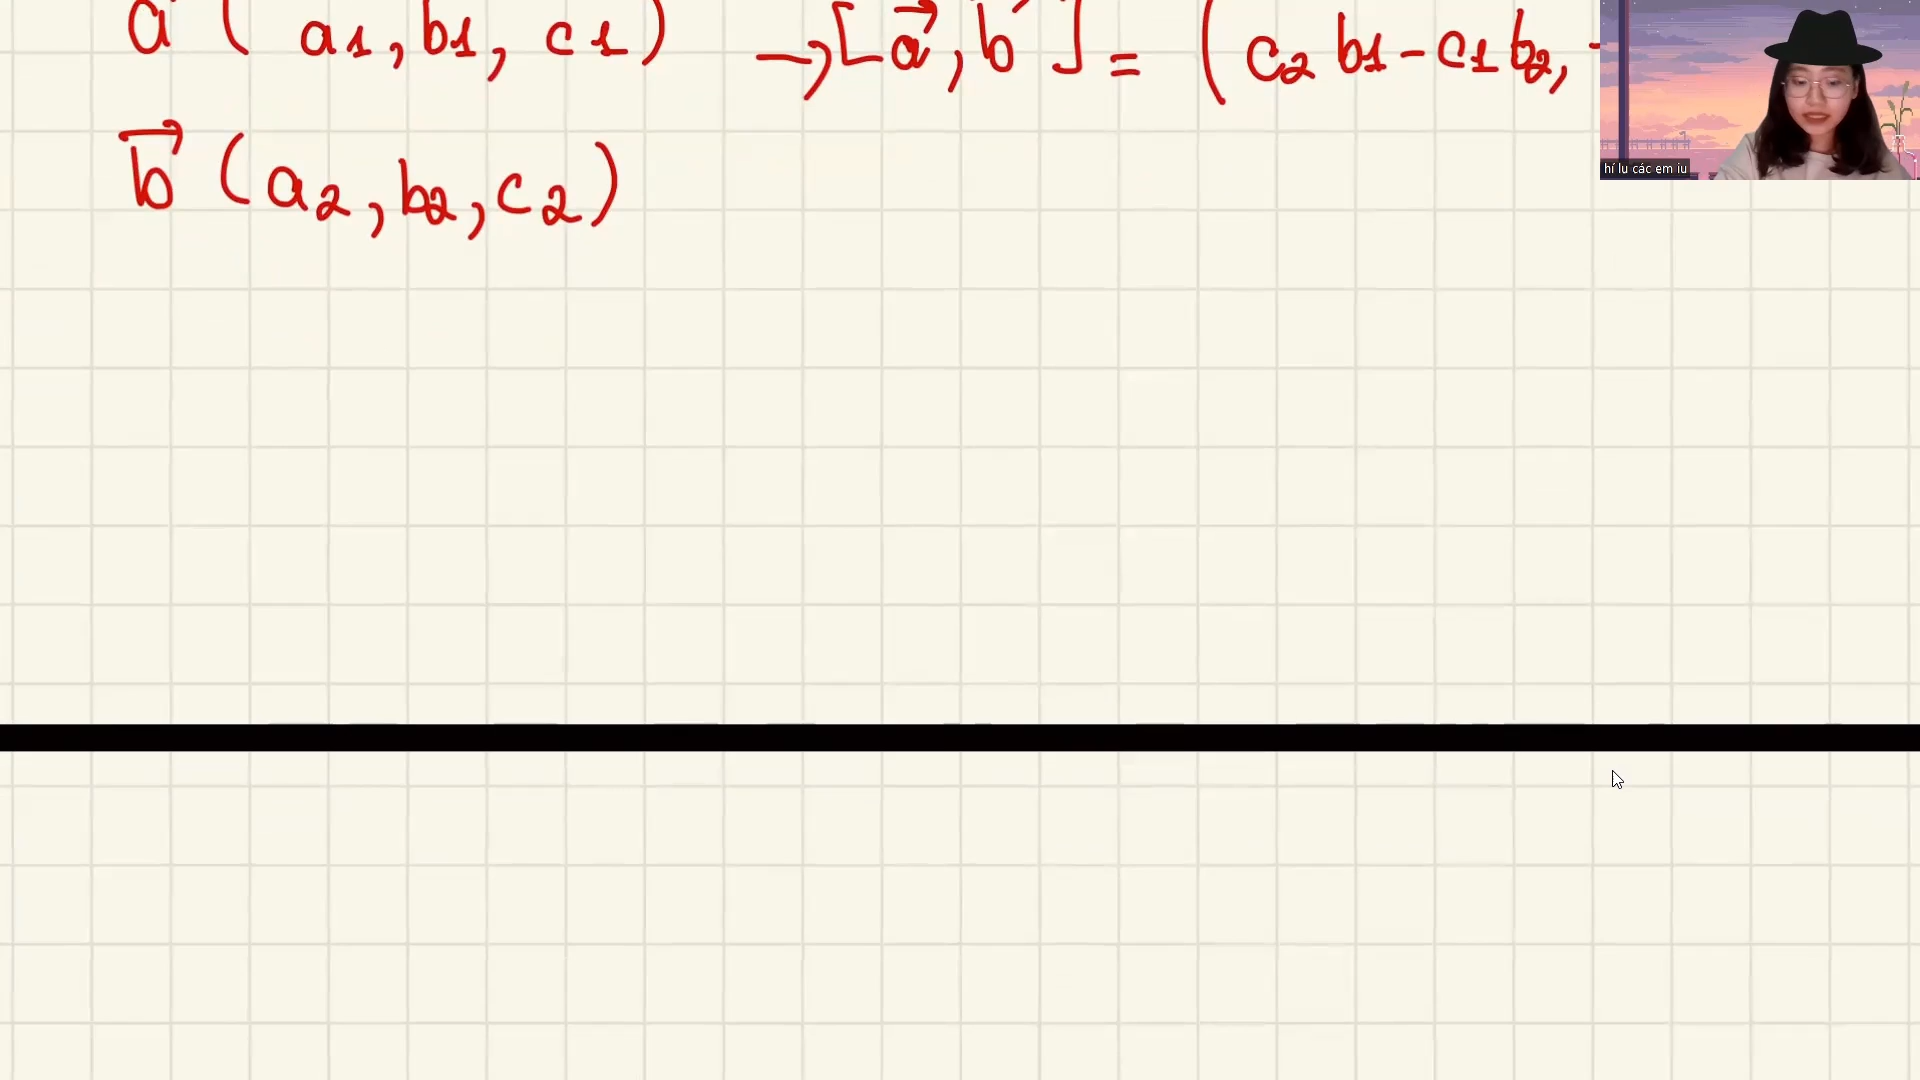 a⃗ ( a1, b1, c1) → [a⃗, b⃗] = (c2 b1 - c1 b2, -
b⃗ (a2, b2, c2)
hí lu các em iu